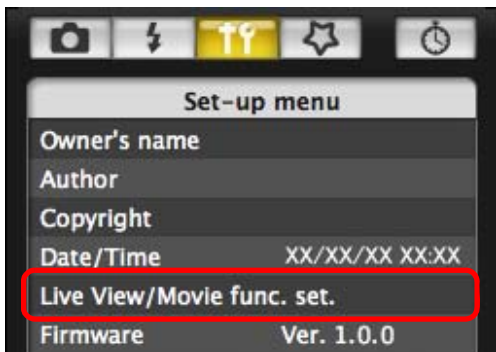 Set-up menu
Owner's name
Author
Copyright
Date/Time XX/XX/XX XX:XX
Live View/Movie func. set.
Firmware Ver. 1.0.0